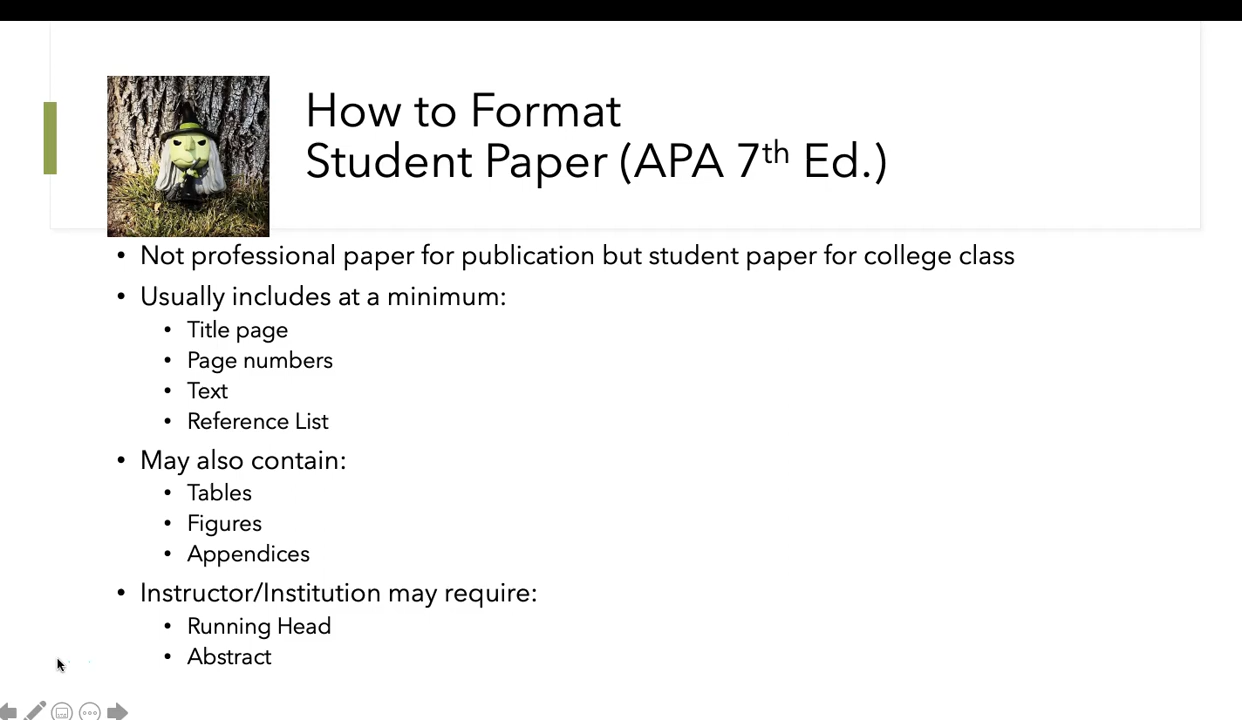 How to Format
Student Paper (APA 7th Ed.)
• Not professional paper for publication but student paper for college class
• Usually includes at a minimum:
• Title page
• Page numbers
• Text
• Reference List
• May also contain:
• Tables
• Figures
• Appendices
• Instructor/Institution may require:
• Running Head
• Abstract